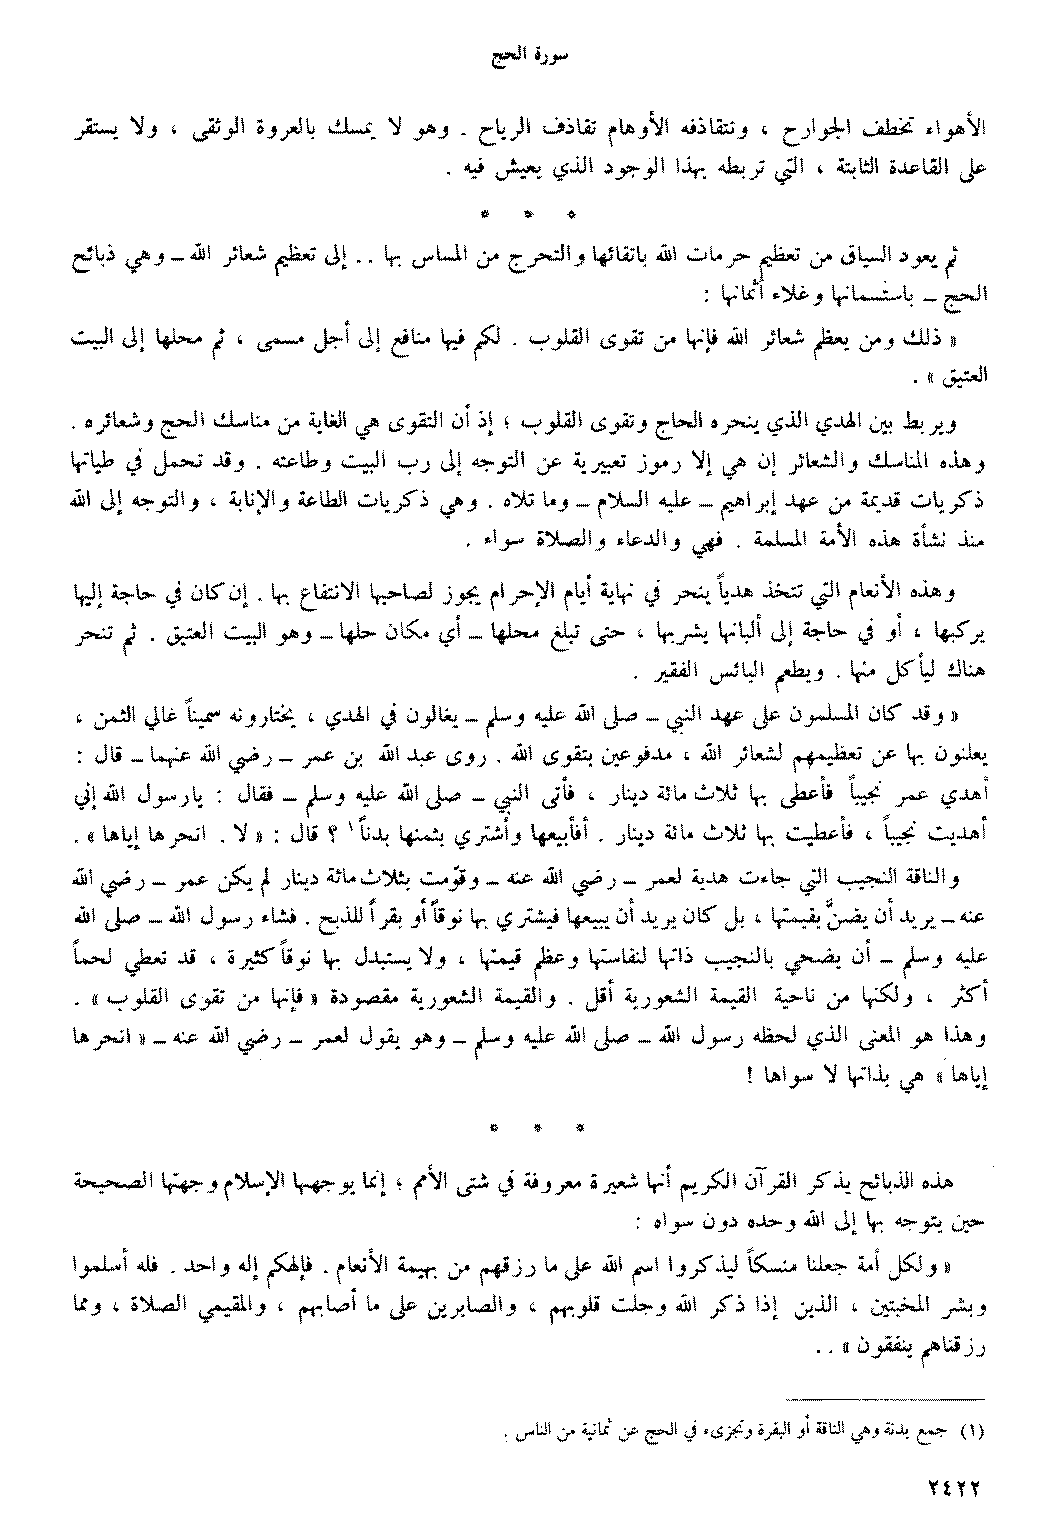 سورة الحج
الأهواء تخطف الجوارح ، وتتقاذفه الأوهام تقاذف الرياح . وهو لا يمسك بالعروة الوثقى ، ولا يستقر
على القاعدة الثابتة ، التي تربطه بهذا الوجود الذي يعيش فيه .
* * *
ثم يعود السياق من تعظيم حرمات الله باتقائها والتحرج من المساس بها .. إلى تعظيم شعائر الله – وهي ذبائح
الحج – باستسمانها وغلاء أثمانها :
« ذلك ومن يعظم شعائر الله فإنها من تقوى القلوب . لكم فيها منافع إلى أجل مسمى ، ثم محلها إلى البيت
العتيق » .
ويربط بين الهدي الذي ينحره الحاج وتقوى القلوب ؛ إذ أن التقوى هي الغاية من مناسك الحج وشعائره .
وهذه المناسك والشعائر إن هي إلا رموز تعبيرية عن التوجه إلى رب البيت وطاعته . وقد تحمل في طياتها
ذكريات قديمة من عهد إبراهيم – عليه السلام – وما تلاه . وهي ذكريات الطاعة والإنابة ، والتوجه إلى الله
منذ نشأة هذه الأمة المسلمة . فهي والدعاء والصلاة سواء .
وهذه الأنعام التي تتخذ هدياً ينحر في نهاية أيام الإحرام يجوز لصاحبها الانتفاع بها . إن كان في حاجة إليها
يركبها ، أو في حاجة إلى ألبانها يشربها ، حتى تبلغ محلها – أي مكان حلها – وهو البيت العتيق . ثم تنحر
هناك ليأكل منها . ويطعم البائس الفقير .
« وقد كان المسلمون على عهد النبي – صلى الله عليه وسلم – يغالون في الهدي ، يختارونه سميناً غالي الثمن ،
يعلنون بها عن تعظيمهم لشعائر الله ، مدفوعين بتقوى الله . روى عبد الله بن عمر – رضي الله عنهما – قال :
أهدي عمر نجيباً فأعطى بها ثلاث مائة دينار ، فأتى النبي – صلى الله عليه وسلم – فقال : يارسول الله إني
أهديت نجيباً ، فأعطيت بها ثلاث مائة دينار . أفأبيعها وأشتري بثمنها بدناً١ ؟ قال : « لا . انحرها إياها » .
والناقة النجيب التي جاءت هدية لعمر – رضي الله عنه – وقوّمت بثلاث مائة دينار لم يكن عمر – رضي الله
عنه – يريد أن يضنَّ بقيمتها ، بل كان يريد أن يبيعها فيشتري بها نوقاً أو بقراً للذبح . فشاء رسول الله – صلى الله
عليه وسلم – أن يضحي بالنجيب ذاتها لنفاستها وعظم قيمتها ، ولا يستبدل بها نوقاً كثيرة ، قد تعطي لحماً
أكثر ، ولكنها من ناحية القيمة الشعورية أقل . والقيمة الشعورية مقصودة « فإنها من تقوى القلوب » .
وهذا هو المعنى الذي لحظه رسول الله – صلى الله عليه وسلم – وهو يقول لعمر – رضي الله عنه – « انحرها
إياها » هي بذاتها لا سواها !
* * *
هذه الذبائح يذكر القرآن الكريم أنها شعيرة معروفة في شتى الأمم ؛ إنما يوجهها الإسلام وجهتها الصحيحة
حين يتوجه بها إلى الله وحده دون سواه :
« ولكل أمة جعلنا منسكاً ليذكروا اسم الله على ما رزقهم من بهيمة الأنعام . فإلهكم إله واحد . فله أسلموا
وبشر المخبتين ، الذين إذا ذكر الله وجلت قلوبهم ، والصابرين على ما أصابهم ، والمقيمي الصلاة ، ومما
رزقناهم ينفقون » ..
(١) جمع بدنة وهي الناقة أو البقرة وتجزىء في الحج عن ثمانية من الناس .
٢٤٢٢